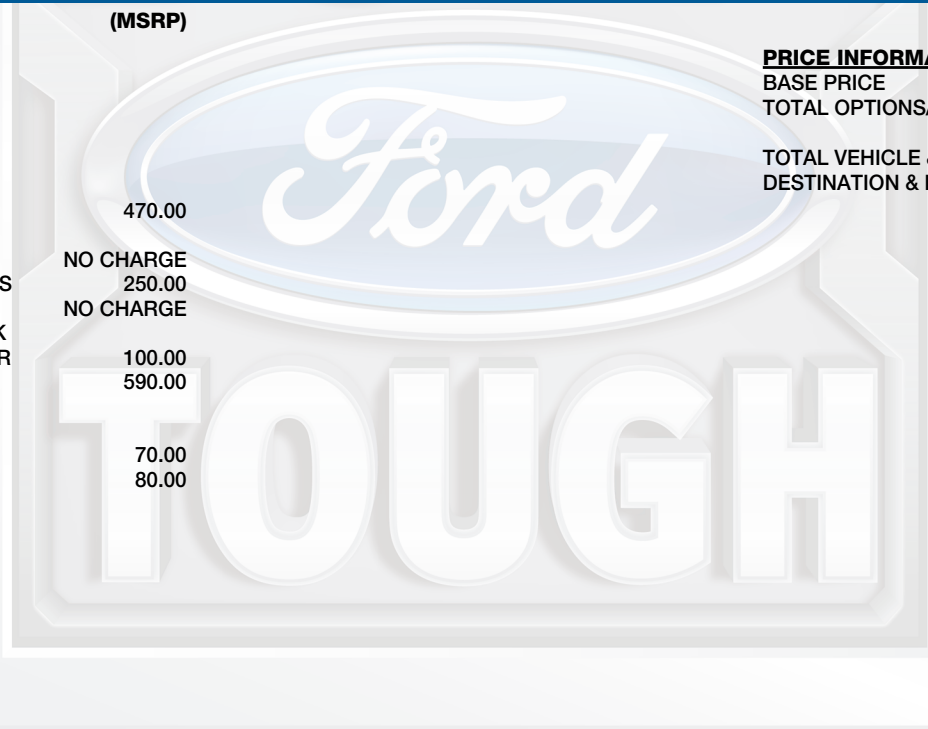 (MSRP)
470.00
NO CHARGE
S 250.00
NO CHARGE
K
R 100.00
590.00
70.00
80.00
PRICE INFORMA
BASE PRICE
TOTAL OPTIONS/
TOTAL VEHICLE &
DESTINATION &
Ford
TOUGH